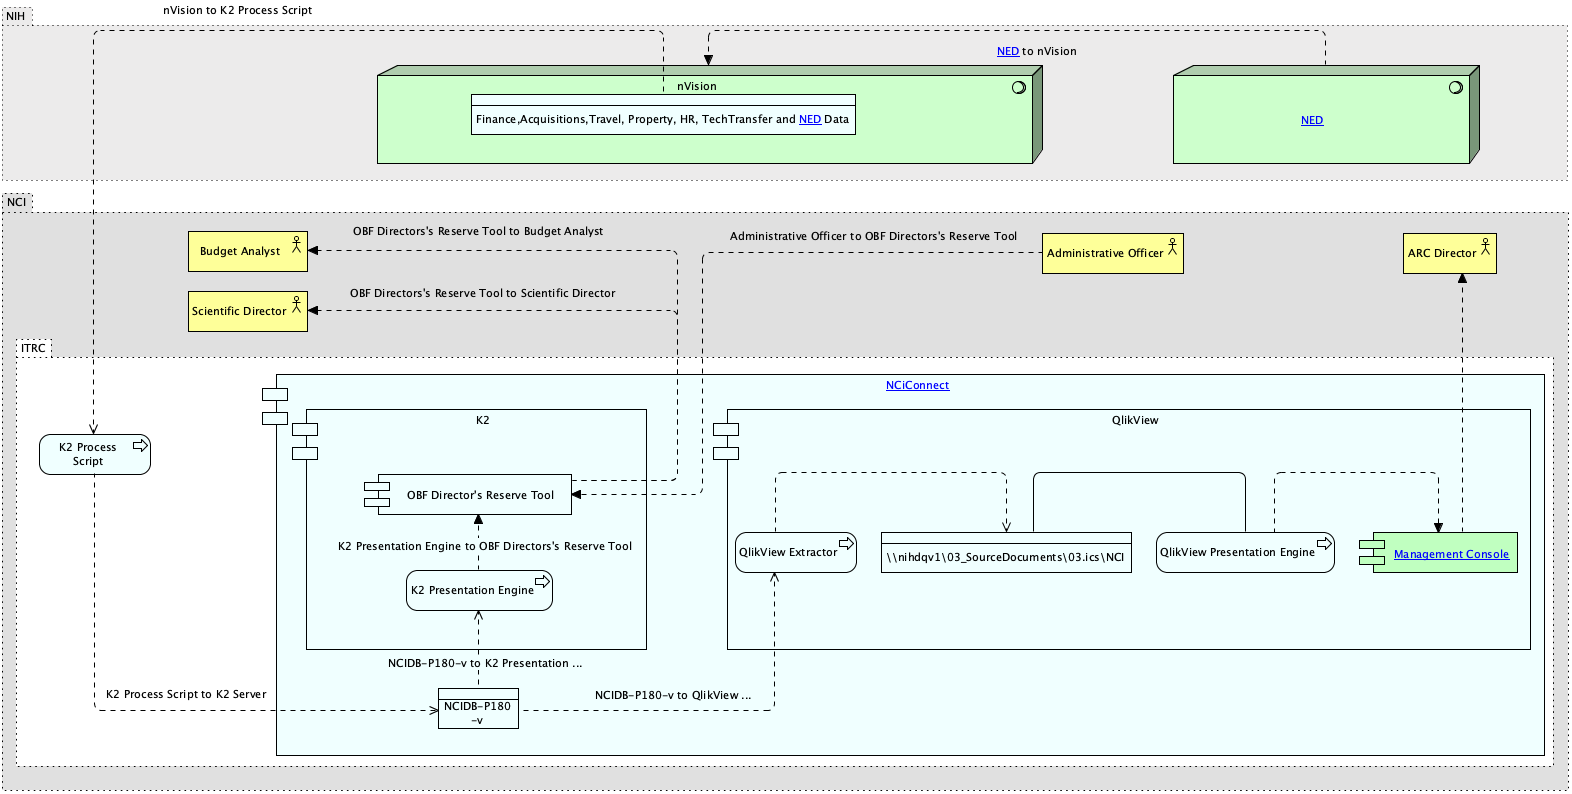 nVision to K2 Process Script
NIH
NED to nVision
nVision
Finance,Acquisitions,Travel, Property, HR, TechTransfer and NED Data
NED
NCI
Budget Analyst
OBF Directors's Reserve Tool to Budget Analyst
Administrative Officer to OBF Directors's Reserve Tool
Administrative Officer
ARC Director
Scientific Director
OBF Directors's Reserve Tool to Scientific Director
ITRC
NCiConnect
K2
QlikView
K2 Process
Script
OBF Director's Reserve Tool
K2 Presentation Engine to OBF Directors's Reserve Tool
QlikView Extractor
\\nihdqv1\03_SourceDocuments\03.ics\NCI
QlikView Presentation Engine
Management Console
K2 Presentation Engine
NCIDB-P180-v to K2 Presentation ...
K2 Process Script to K2 Server
NCIDB-P180
-v
NCIDB-P180-v to QlikView ...